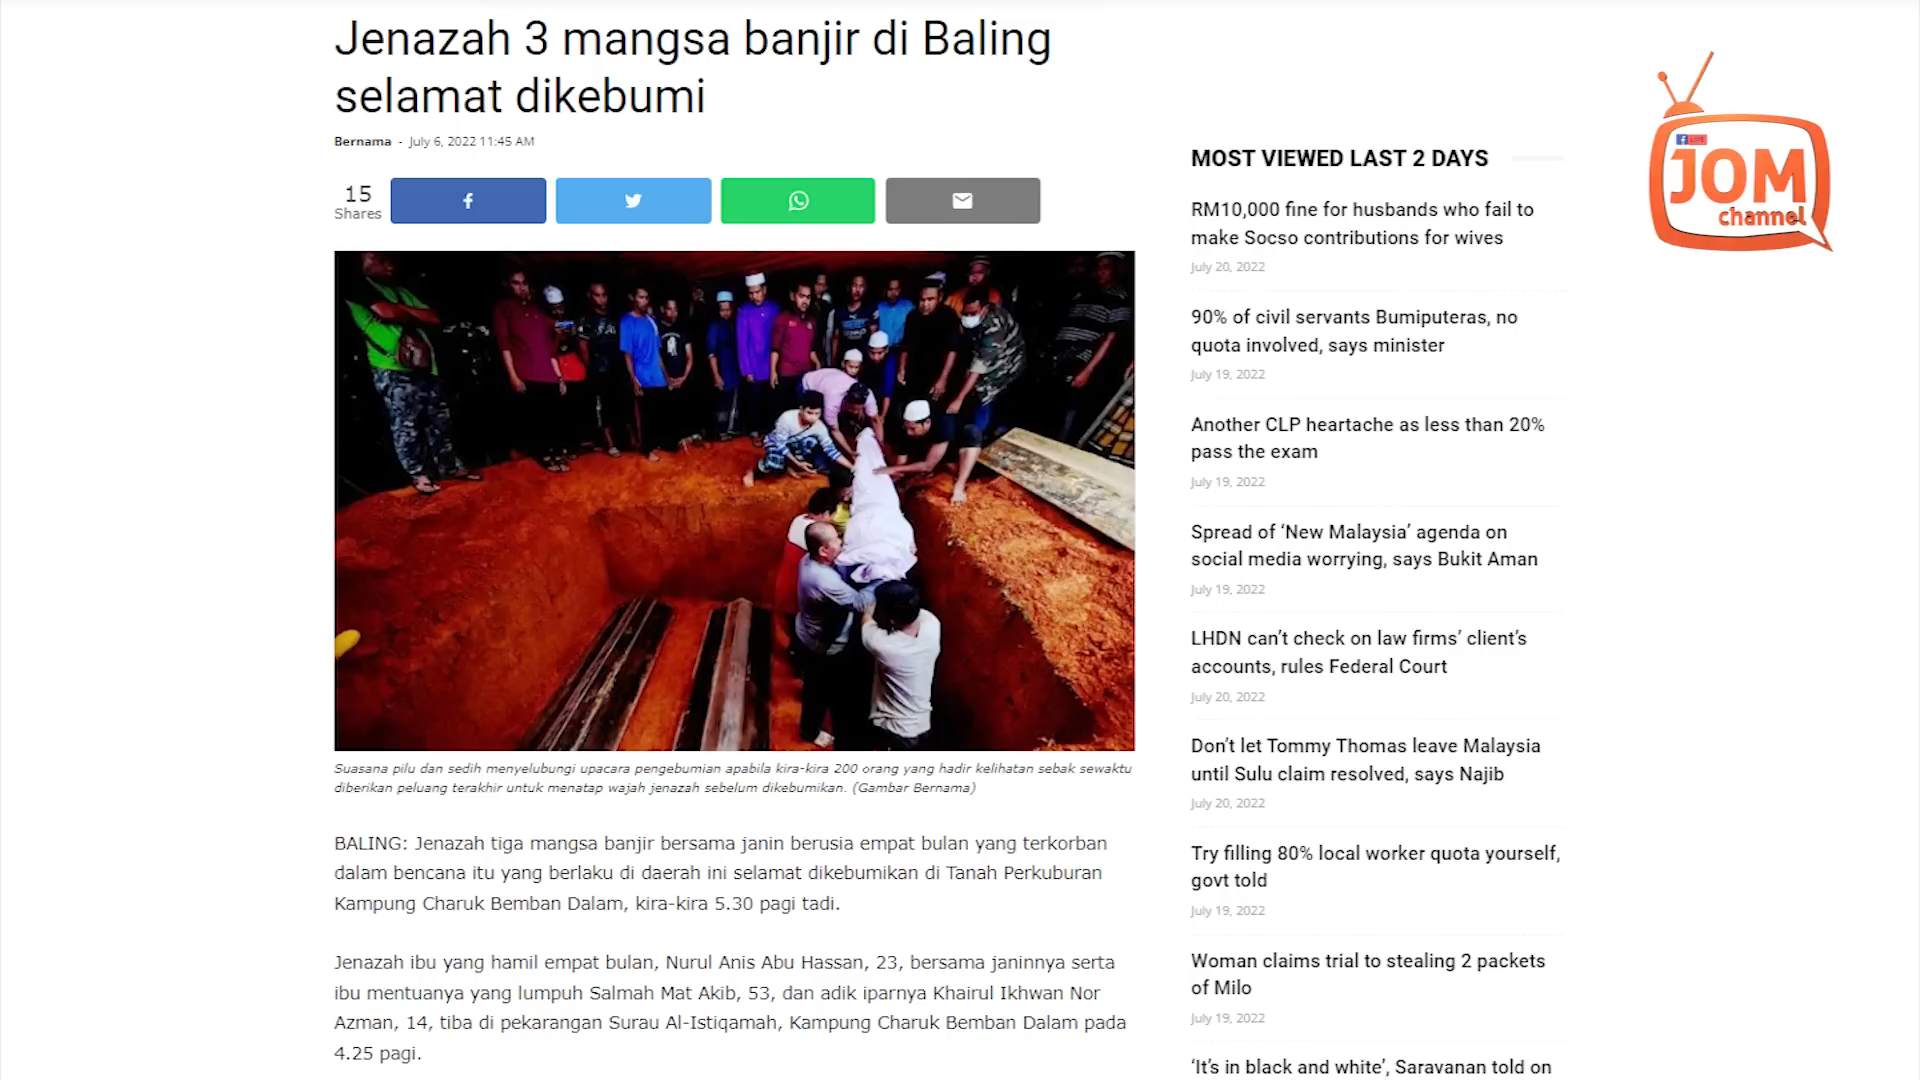 Jenazah 3 mangsa banjir di Baling
selamat dikebumi
Bernama - July 6, 2022 11:45 AM
15
Shares
Suasana pilu dan sedih menyelubungi upacara pengebumian apabila kira-kira 200 orang yang hadir kelihatan sebak sewaktu
diberikan peluang terakhir untuk menatap wajah jenazah sebelum dikebumikan. (Gambar Bernama)
BALING: Jenazah tiga mangsa banjir bersama janin berusia empat bulan yang terkorban
dalam bencana itu yang berlaku di daerah ini selamat dikebumikan di Tanah Perkuburan
Kampung Charuk Bemban Dalam, kira-kira 5.30 pagi tadi.
Jenazah ibu yang hamil empat bulan, Nurul Anis Abu Hassan, 23, bersama janinnya serta
ibu mentuanya yang lumpuh Salmah Mat Akib, 53, dan adik iparnya Khairul Ikhwan Nor
Azman, 14, tiba di pekarangan Surau Al-Istiqamah, Kampung Charuk Bemban Dalam pada
4.25 pagi.
MOST VIEWED LAST 2 DAYS
RM10,000 fine for husbands who fail to
make Socso contributions for wives
July 20, 2022
90% of civil servants Bumiputeras, no
quota involved, says minister
July 19, 2022
Another CLP heartache as less than 20%
pass the exam
July 19, 2022
Spread of ‘New Malaysia’ agenda on
social media worrying, says Bukit Aman
July 19, 2022
LHDN can’t check on law firms’ client’s
accounts, rules Federal Court
July 20, 2022
Don’t let Tommy Thomas leave Malaysia
until Sulu claim resolved, says Najib
July 20, 2022
Try filling 80% local worker quota yourself,
govt told
July 19, 2022
Woman claims trial to stealing 2 packets
of Milo
July 19, 2022
‘It’s in black and white’, Saravanan told on
LIVE
JOM
channel